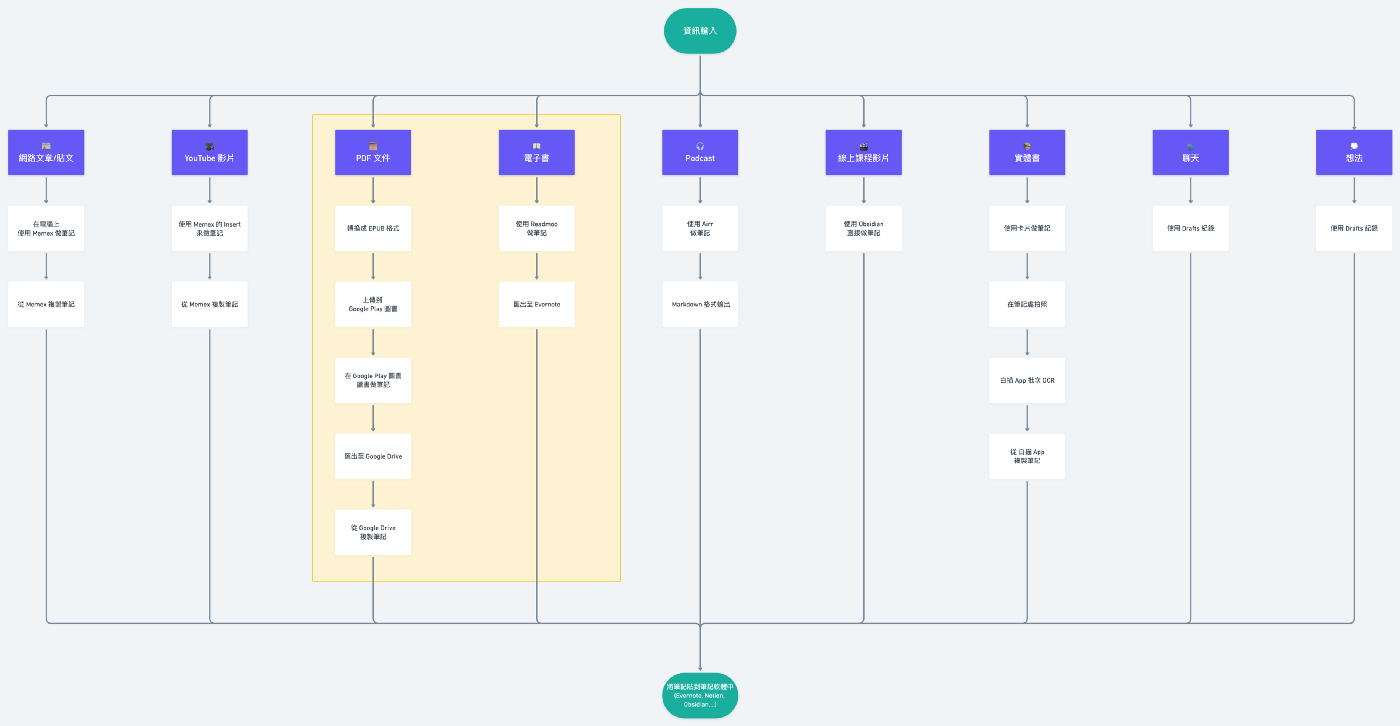 資訊輸入
網路文章/貼文
YouTube 影片
PDF 文件
電子書
Podcast
線上課程影片
實體書
聊天
想法
在電腦上
使用 Memex 做筆記
從 Memex 複製筆記
使用 Memex 的 Insert
來做筆記
從 Memex 複製筆記
轉換成 EPUB 格式
上傳到
Google Play 圖書
在 Google Play 圖書
讀書做筆記
匯出至 Google Drive
從 Google Drive
複製筆記
使用 Readmoo
做筆記
匯出至 Evernote
使用 Airr
做筆記
Markdown 格式輸出
使用 Obsidian
直接做筆記
使用卡片做筆記
在筆記處拍照
白描 App 批次 OCR
從 白描 App
複製筆記
使用 Drafts 紀錄
使用 Drafts 紀錄
將筆記貼到筆記軟體中
(Evernote, Notion,
Obsidian...)